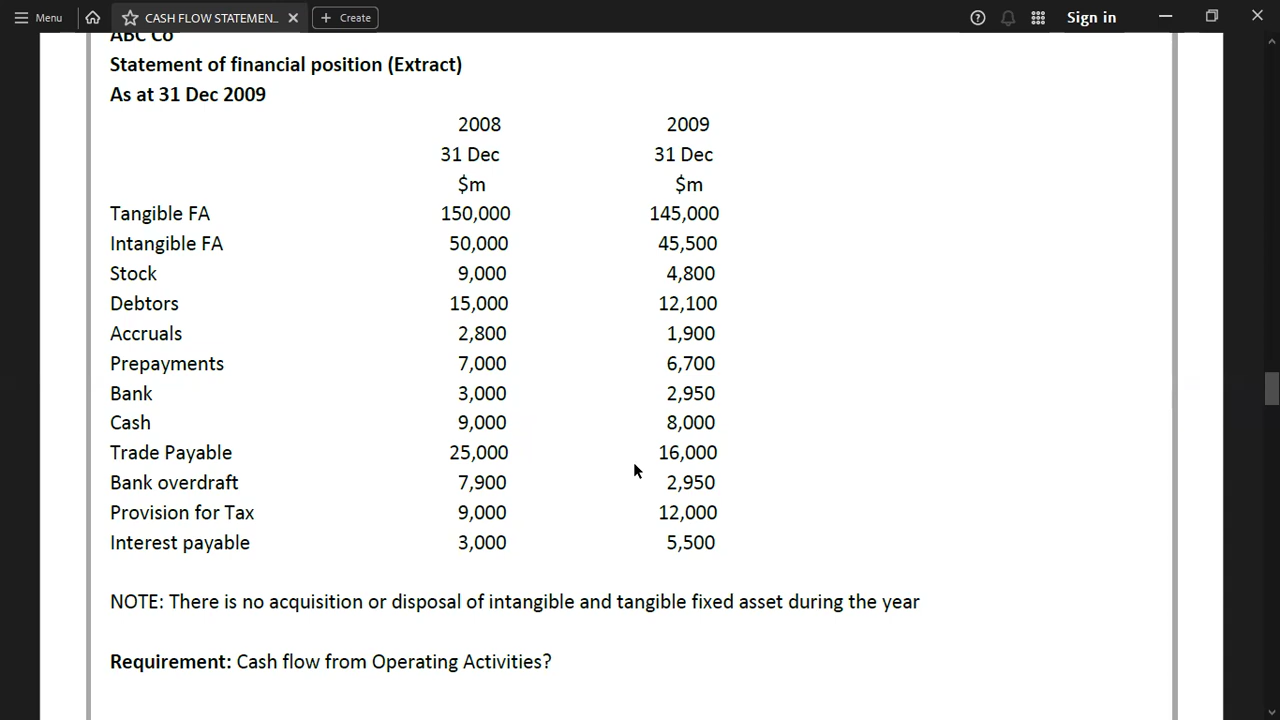 Menu CASH FLOW STATEMEN... Create Sign in
ABC Co
Statement of financial position (Extract)
As at 31 Dec 2009
2008 2009
31 Dec 31 Dec
$m $m
Tangible FA 150,000 145,000
Intangible FA 50,000 45,500
Stock 9,000 4,800
Debtors 15,000 12,100
Accruals 2,800 1,900
Prepayments 7,000 6,700
Bank 3,000 2,950
Cash 9,000 8,000
Trade Payable 25,000 16,000
Bank overdraft 7,900 2,950
Provision for Tax 9,000 12,000
Interest payable 3,000 5,500
NOTE: There is no acquisition or disposal of intangible and tangible fixed asset during the year
Requirement: Cash flow from Operating Activities?